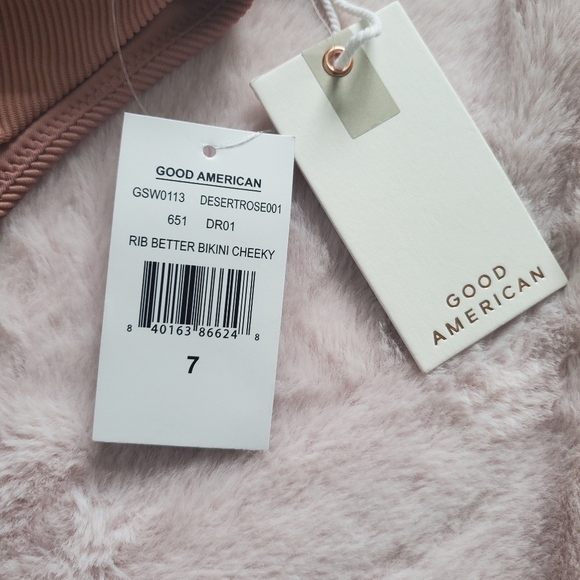 GOOD AMERICAN
GSW0113 DESERTROSE001
651 DR01
RIB BETTER BIKINI CHEEKY
8 40163 86624 8
7
GOOD
AMERICAN